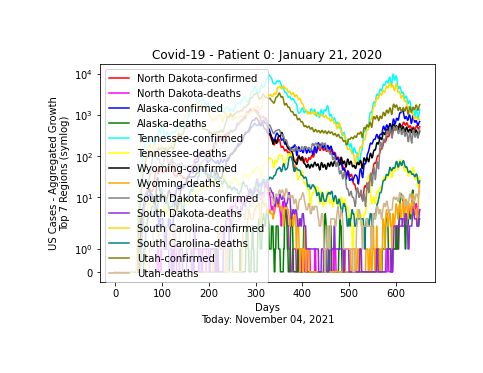 Covid-19 - Patient 0: January 21, 2020
US Cases - Aggregated Growth
Top 7 Regions (symlog)
10⁴
10³
10²
10¹
10⁰
0
North Dakota-confirmed
North Dakota-deaths
Alaska-confirmed
Alaska-deaths
Tennessee-confirmed
Tennessee-deaths
Wyoming-confirmed
Wyoming-deaths
South Dakota-confirmed
South Dakota-deaths
South Carolina-confirmed
South Carolina-deaths
Utah-confirmed
Utah-deaths
0 100 200 300 400 500 600
Days
Today: November 04, 2021